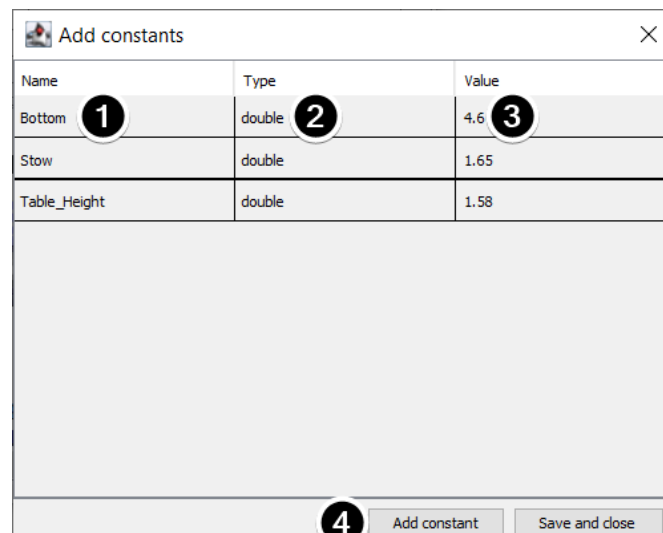 Add constants
Name Type Value
Bottom 1 double 2 4.6 3
Stow double 1.65
Table_Height double 1.58
4 Add constant Save and close